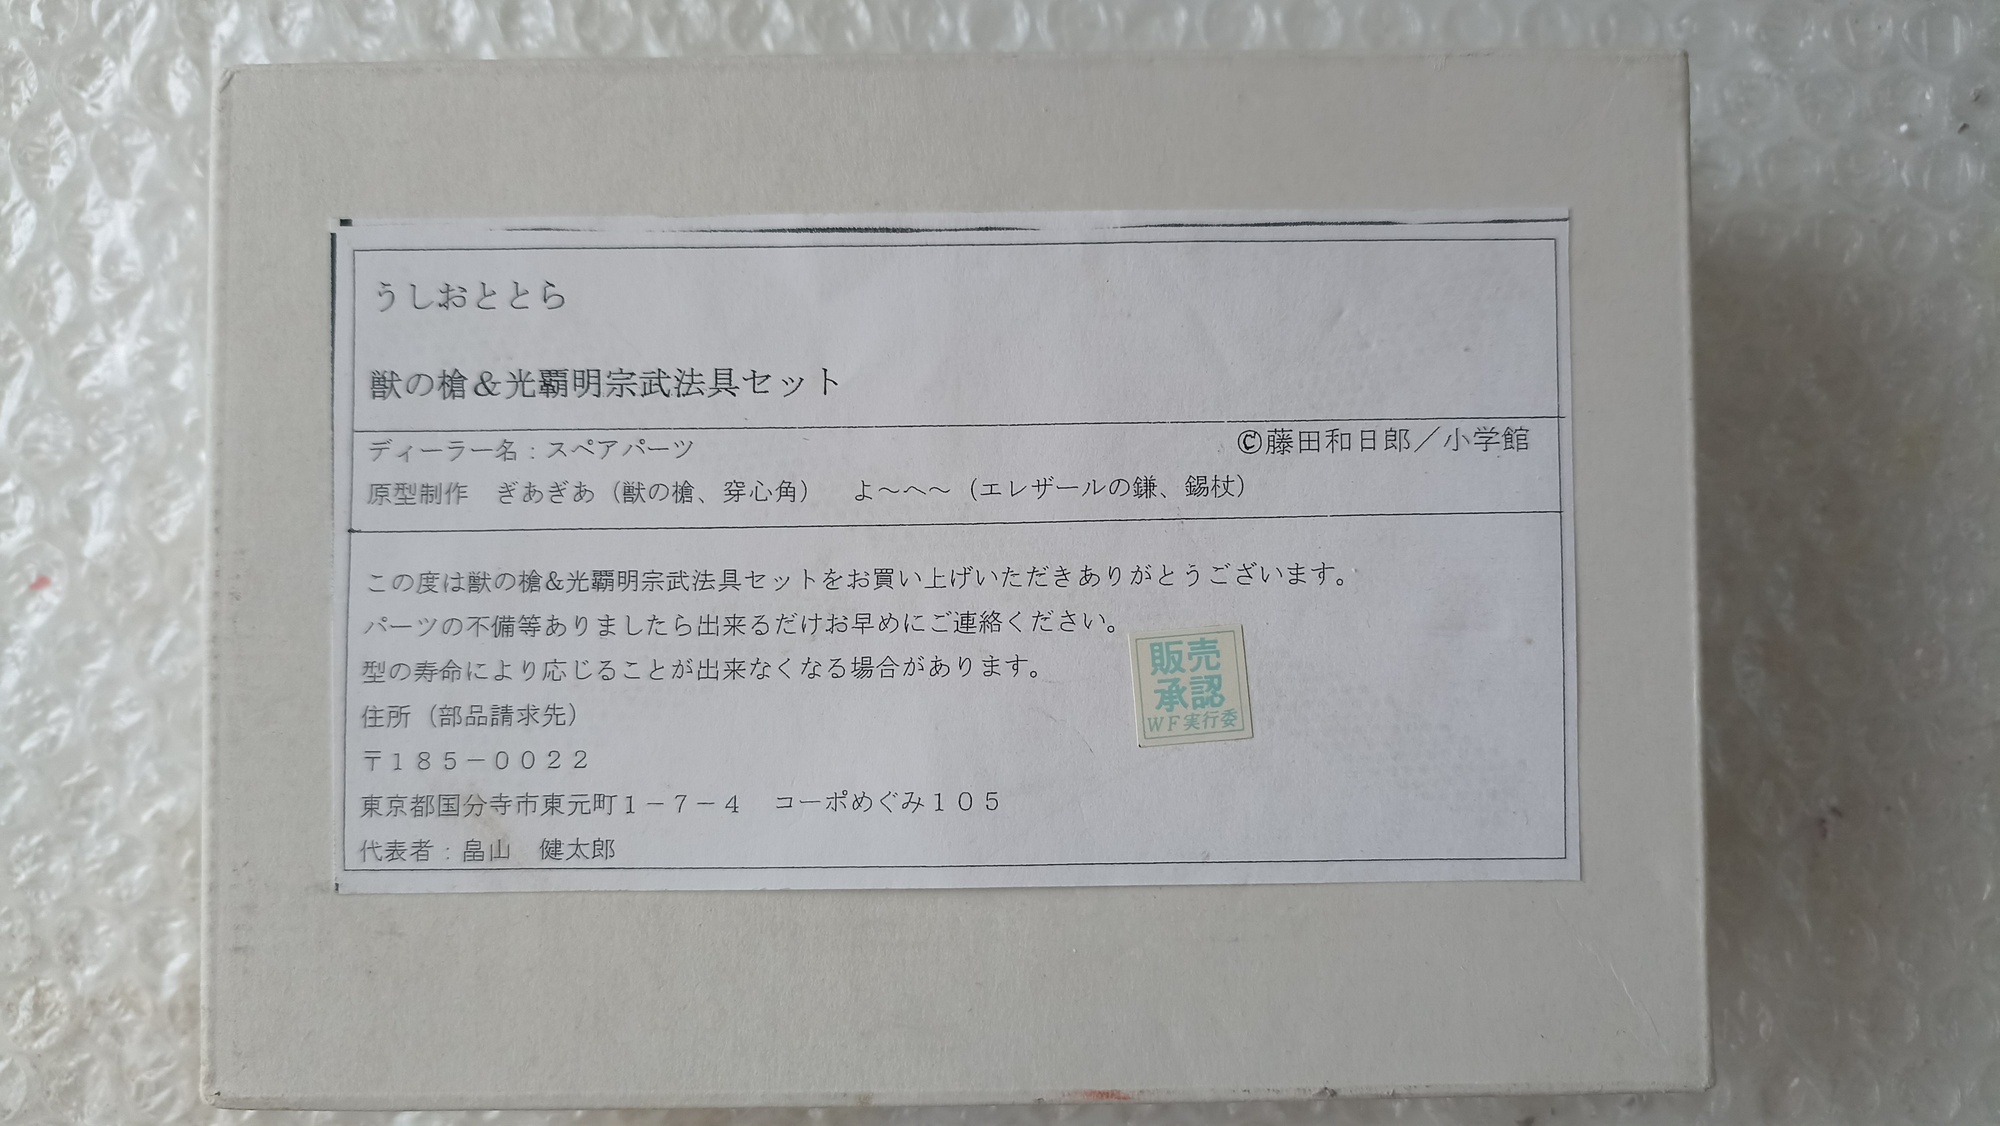 うしおととら
獣の槍＆光覇明宗武法具セット
ディーラー名：スペアパーツ
©藤田和日郎／小学館
原型制作　ぎあぎあ（獣の槍、穿心角）　よ～へ～（エレザールの鎌、錫杖）
この度は獣の槍&光覇明宗武法具セットをお買い上げいただきありがとうございます。
パーツの不備等ありましたら出来るだけお早めにご連絡ください。
型の寿命により応じることが出来なくなる場合があります。
販売
承認
ＷＦ実行委
住所（部品請求先）
〒１８５－００２２
東京都国分寺市東元町１－７－４　コーポめぐみ１０５
代表者：畠山　健太郎